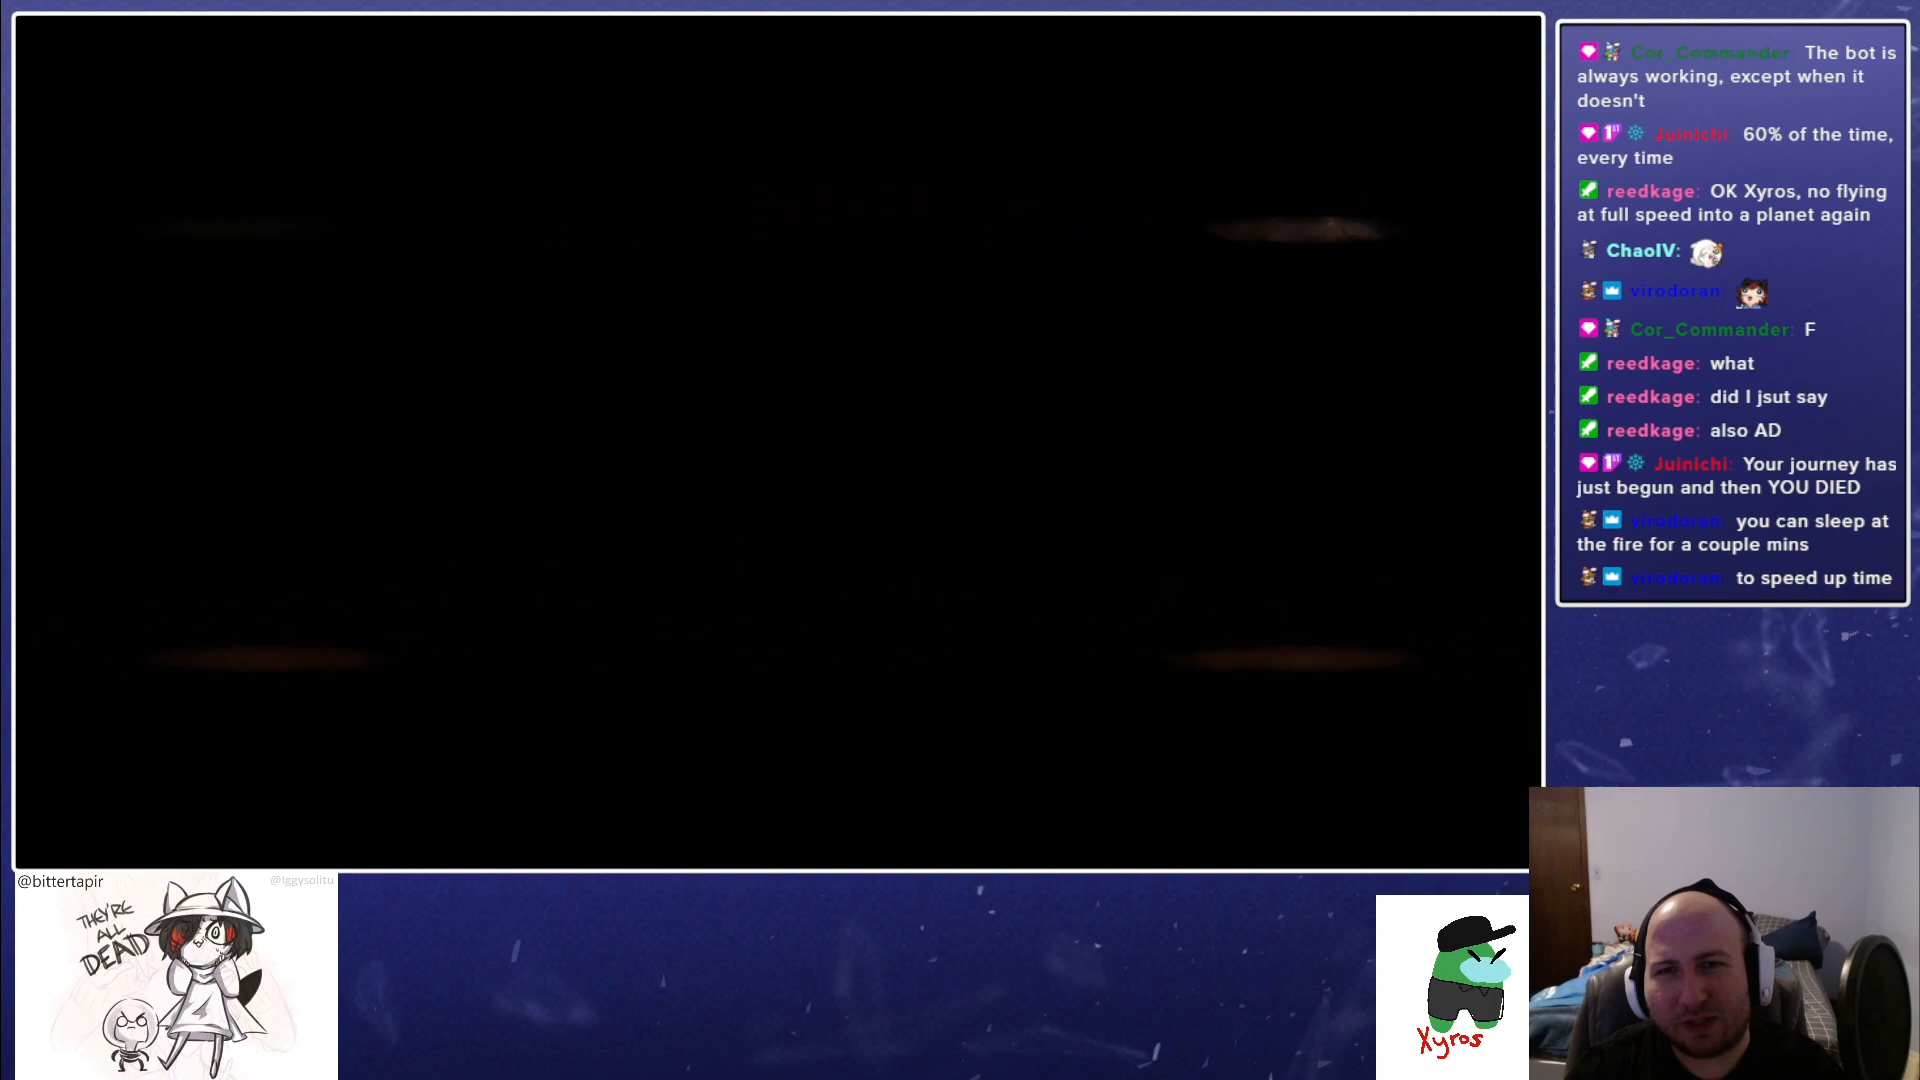 Cor_Commander: The bot is
always working, except when it
doesn't
Juinichi: 60% of the time,
every time
reedkage: OK Xyros, no flying
at full speed into a planet again
ChaoIV:
virodoran:
Cor_Commander: F
reedkage: what
reedkage: did I jsut say
reedkage: also AD
Juinichi: Your journey has
just begun and then YOU DIED
virodoran: you can sleep at
the fire for a couple mins
virodoran: to speed up time
@bittertapir
@Iggysolitu
THEY'RE
ALL
DEAD
Xyros